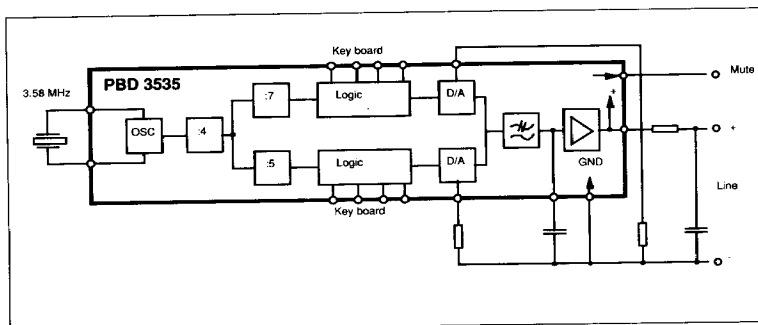 Key board
PBD 3535
3.58 MHz
OSC
:4
:7
:5
Logic
Logic
D/A
D/A
Key board
+
GND
Mute
+
Line
-